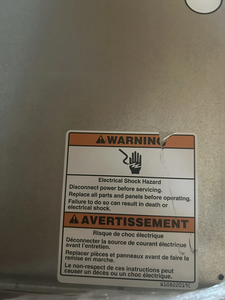 ⚠WARNING
Electrical Shock Hazard
Disconnect power before servicing.
Replace all parts and panels before operating.
Failure to do so can result in death or
electrical shock.
⚠AVERTISSEMENT
Risque de choc électrique
Déconnecter la source de courant électrique
avant l'entretien.
Replacer pièces et panneaux avant de faire la
remise en marche.
Le non-respect de ces instructions peut
causer un décès ou un choc électrique.